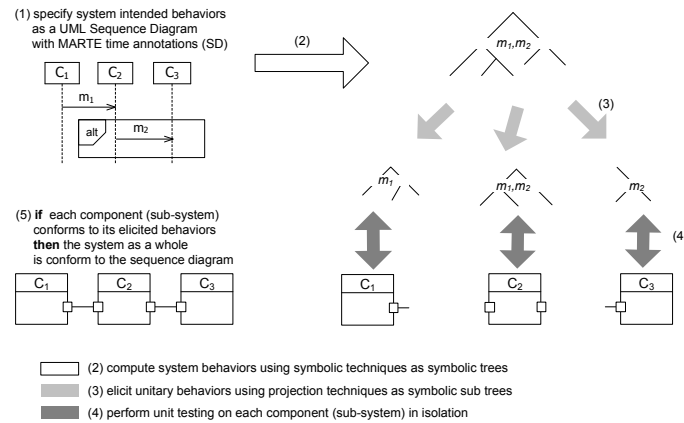 (1) specify system intended behaviors
as a UML Sequence Diagram
with MARTE time annotations (SD)
(2)
m₁,m₂
C₁ C₂ C₃
m₁
alt
m₂
(3)
m₁
m₁,m₂
m₂
(5) if each component (sub-system)
conforms to its elicited behaviors
then the system as a whole
is conform to the sequence diagram
(4
C₁ C₂ C₃
C₁
C₂
C₃
(2) compute system behaviors using symbolic techniques as symbolic trees
(3) elicit unitary behaviors using projection techniques as symbolic sub trees
(4) perform unit testing on each component (sub-system) in isolation